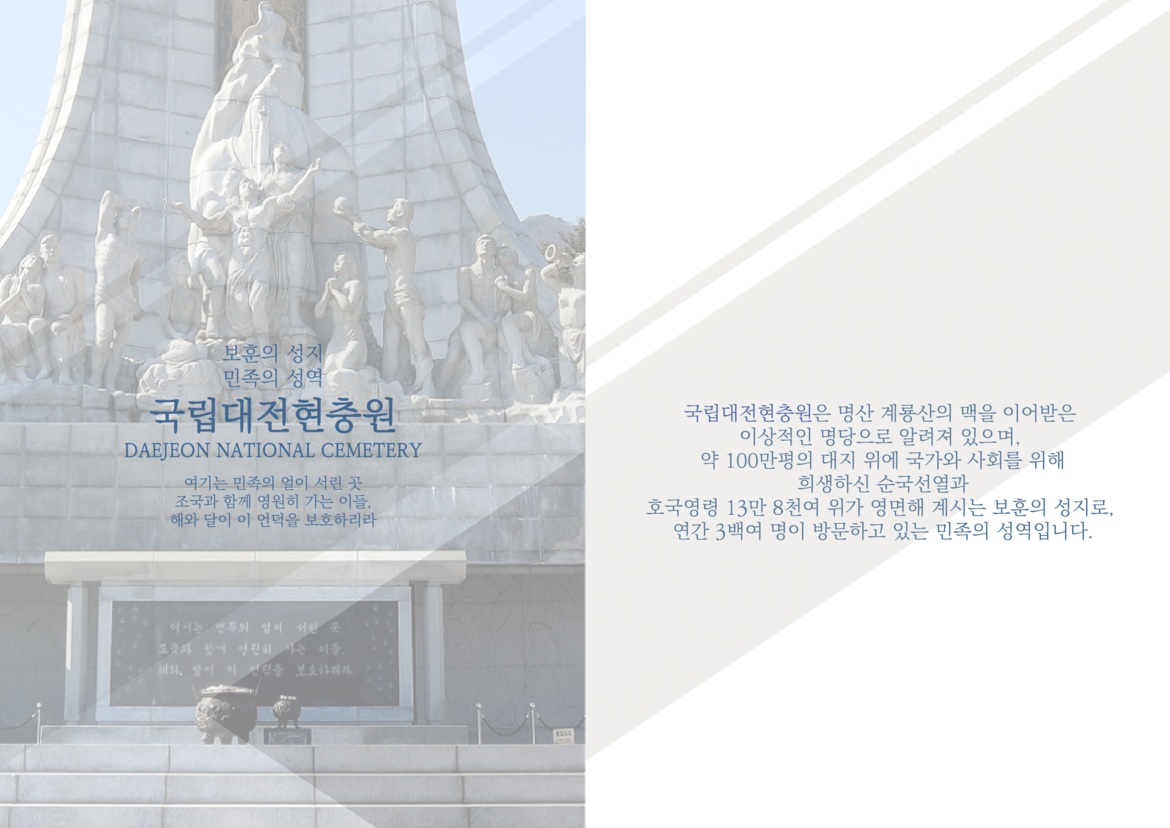 보훈의 성지
민족의 성역
국립대전현충원
DAEJEON NATIONAL CEMETERY
여기는 민족의 얼이 서린 곳
조국과 함께 영원히 가는 이들,
해와 달이 이 언덕을 보호하리라
여기는 민족의 얼이 서린 곳
조국과 함께 영원히 가는 이들
해와, 달이 이 언덕을 보호하리라.
국립대전현충원은 명산 계룡산의 맥을 이어받은
이상적인 명당으로 알려져 있으며,
약 100만평의 대지 위에 국가와 사회를 위해
희생하신 순국선열과
호국영령 13만 8천여 위가 영면해 계시는 보훈의 성지로,
연간 3백여 명이 방문하고 있는 민족의 성역입니다.